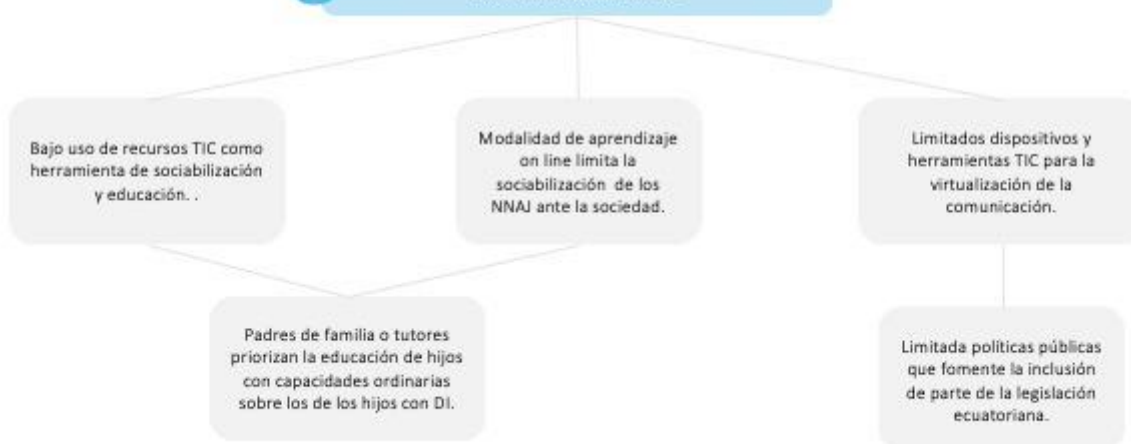 Bajo uso de recursos TIC como
herramienta de sociabilización
y educación. .
Modalidad de aprendizaje
on line limita la
sociabilización de los
NNAJ ante la sociedad.
Limitados dispositivos y
herramientas TIC para la
virtualización de la
comunicación.
Padres de familia o tutores
priorizan la educación de hijos
con capacidades ordinarias
sobre los de los hijos con DI.
Limitada políticas públicas
que fomente la inclusión
de parte de la legislación
ecuatoriana.